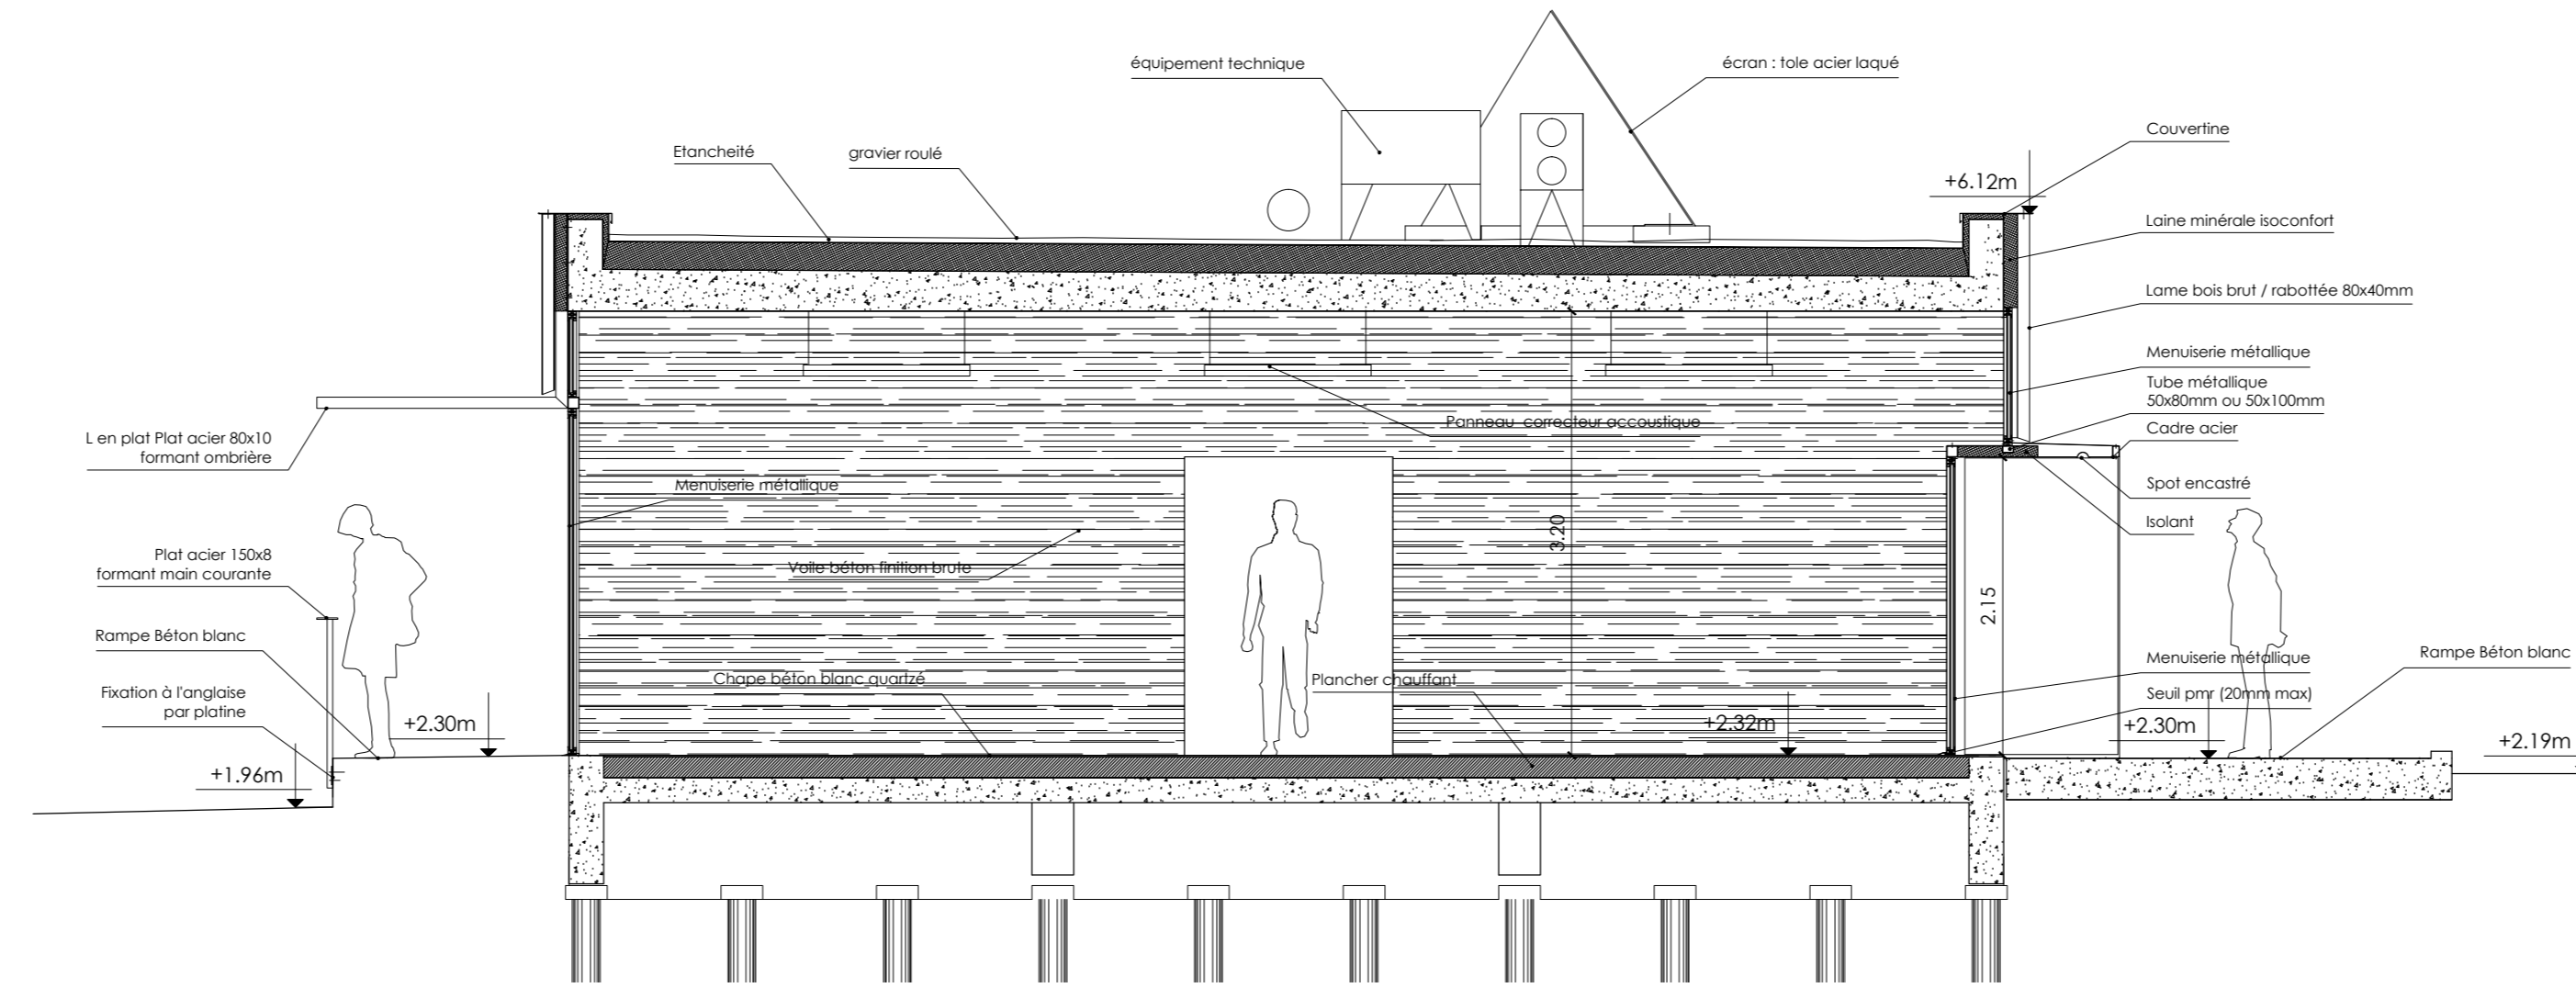 équipement technique
écran : tole acier laqué
Etancheité
gravier roulé
Couvertine
+6.12m
Laine minérale isoconfort
Lame bois brut / rabottée 80x40mm
Menuiserie métallique
Tube métallique
50x80mm ou 50x100mm
Cadre acier
Panneau correcteur accoustique
L en plat Plat acier 80x10
formant ombrière
Menuiserie métallique
Spot encastré
Isolant
3.20
Plat acier 150x8
formant main courante
Voile béton finition brute
2.15
Rampe Béton blanc
Menuiserie métallique
Rampe Béton blanc
Chape béton blanc quartzé
Plancher chauffant
Fixation à l'anglaise
par platine
Seuil pmr (20mm max)
+2.30m
+2.32m
+2.30m
+2.19m
+1.96m